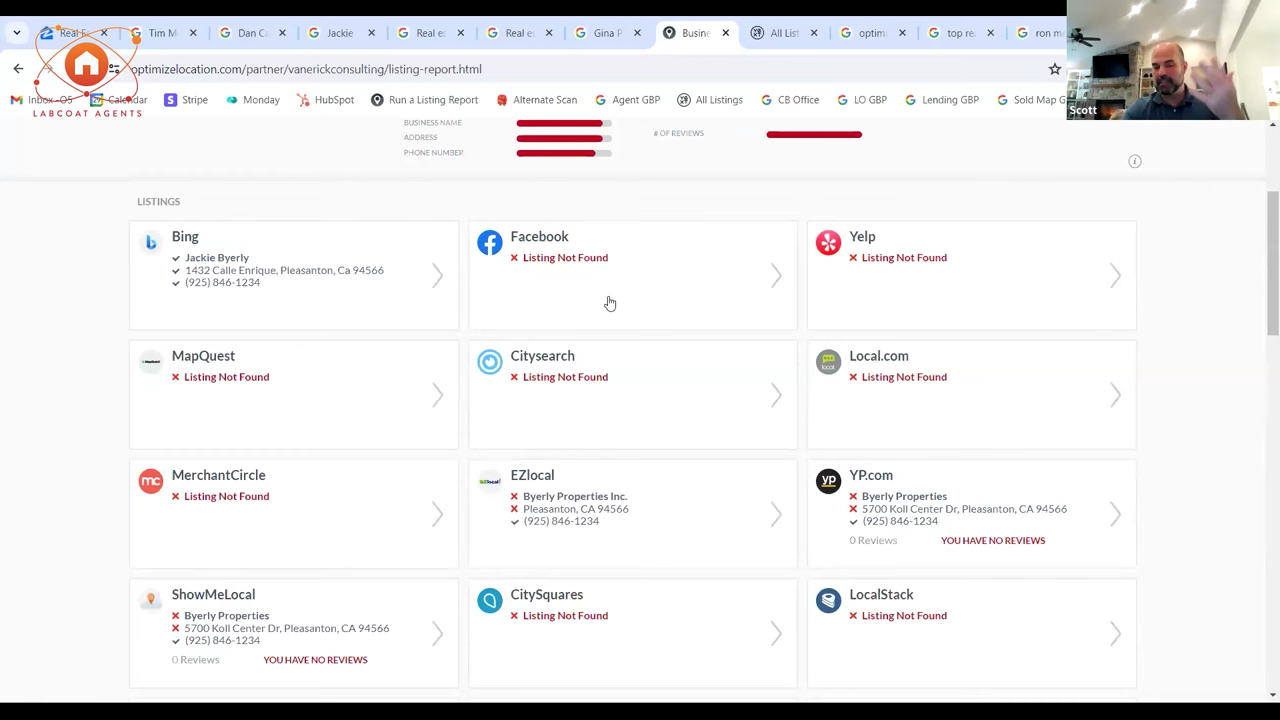 Real Es
Tim M
Dan Ca
Jackie
Real es
Real es
Gina P
Busine
All List
optimi
top rea
ron mo
optimizelocation.com/partner/vanerickconsulting/listing-report.html
Inbox - OS
Calendar
Stripe
Monday
HubSpot
Run a Listing Report
Alternate Scan
Agent GBP
All Listings
CB Office
LO GBP
Lending GBP
Sold Map G
LABCOAT AGENTS
Scott
BUSINESS NAME
ADDRESS
PHONE NUMBER
# OF REVIEWS
LISTINGS
Bing
Jackie Byerly
1432 Calle Enrique, Pleasanton, Ca 94566
(925) 846-1234
Facebook
Listing Not Found
Yelp
Listing Not Found
MapQuest
Listing Not Found
Citysearch
Listing Not Found
Local.com
Listing Not Found
MerchantCircle
Listing Not Found
EZlocal
Byerly Properties Inc.
Pleasanton, CA 94566
(925) 846-1234
YP.com
Byerly Properties
5700 Koll Center Dr, Pleasanton, CA 94566
(925) 846-1234
0 Reviews YOU HAVE NO REVIEWS
ShowMeLocal
Byerly Properties
5700 Koll Center Dr, Pleasanton, CA 94566
(925) 846-1234
0 Reviews YOU HAVE NO REVIEWS
CitySquares
Listing Not Found
LocalStack
Listing Not Found